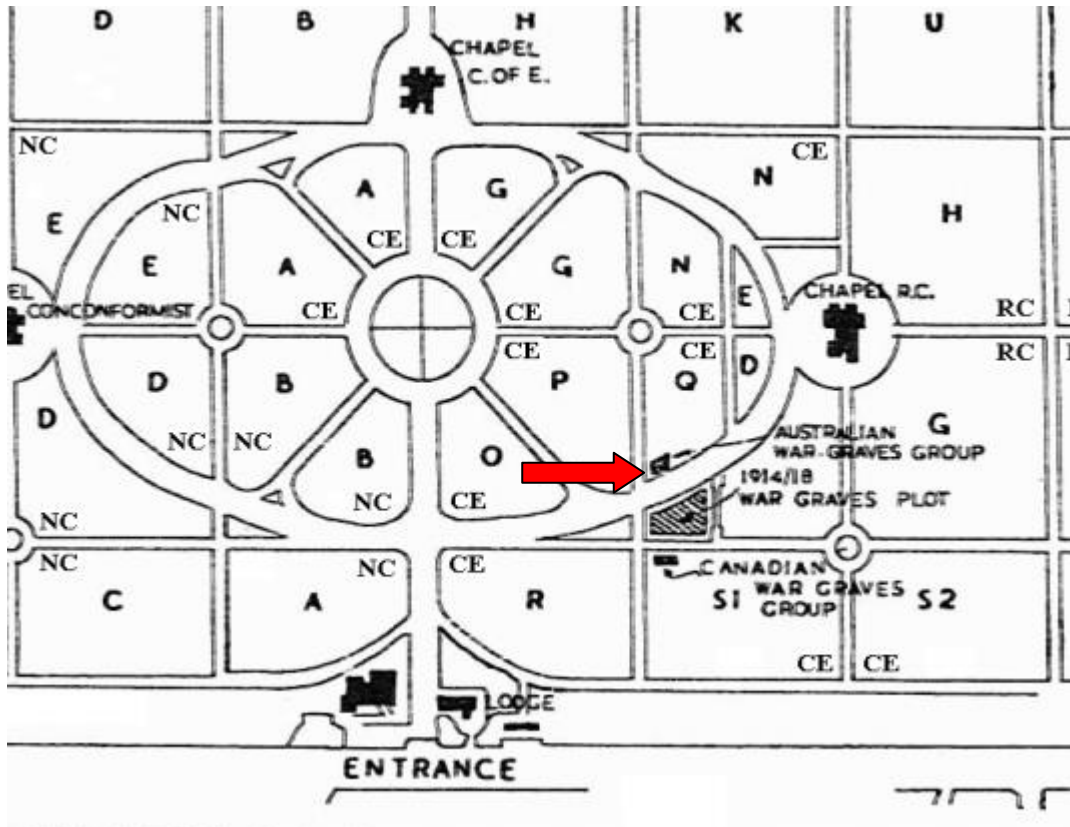 D B H K U
CHAPEL
C. OF E.
NC CE
N
A G
E NC H
CE CE
E A G N
E
CHAPEL R.C.
CONCONFORMIST CE CE CE RC
CE CE RC
D B P Q D
D G
AUSTRALIAN
WAR-GRAVES GROUP
NC NC B O
1914/18
WAR GRAVES PLOT
NC CE
NC
NC NC CE
CANADIAN
WAR GRAVES
GROUP
C A R S1 S2
CE CE
LODGE
ENTRANCE